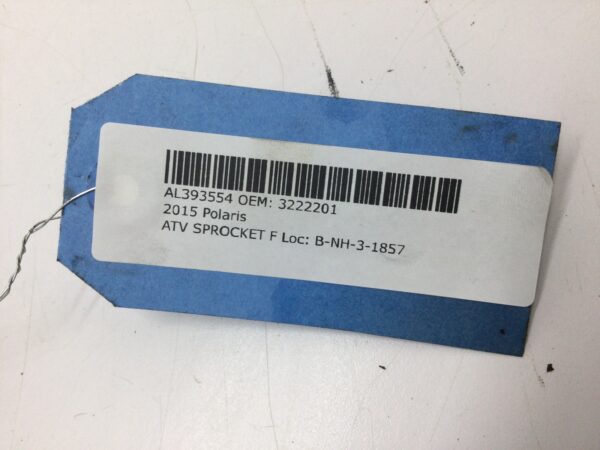 AL393554 OEM: 3222201
2015 Polaris
ATV SPROCKET F Loc: B-NH-3-1857